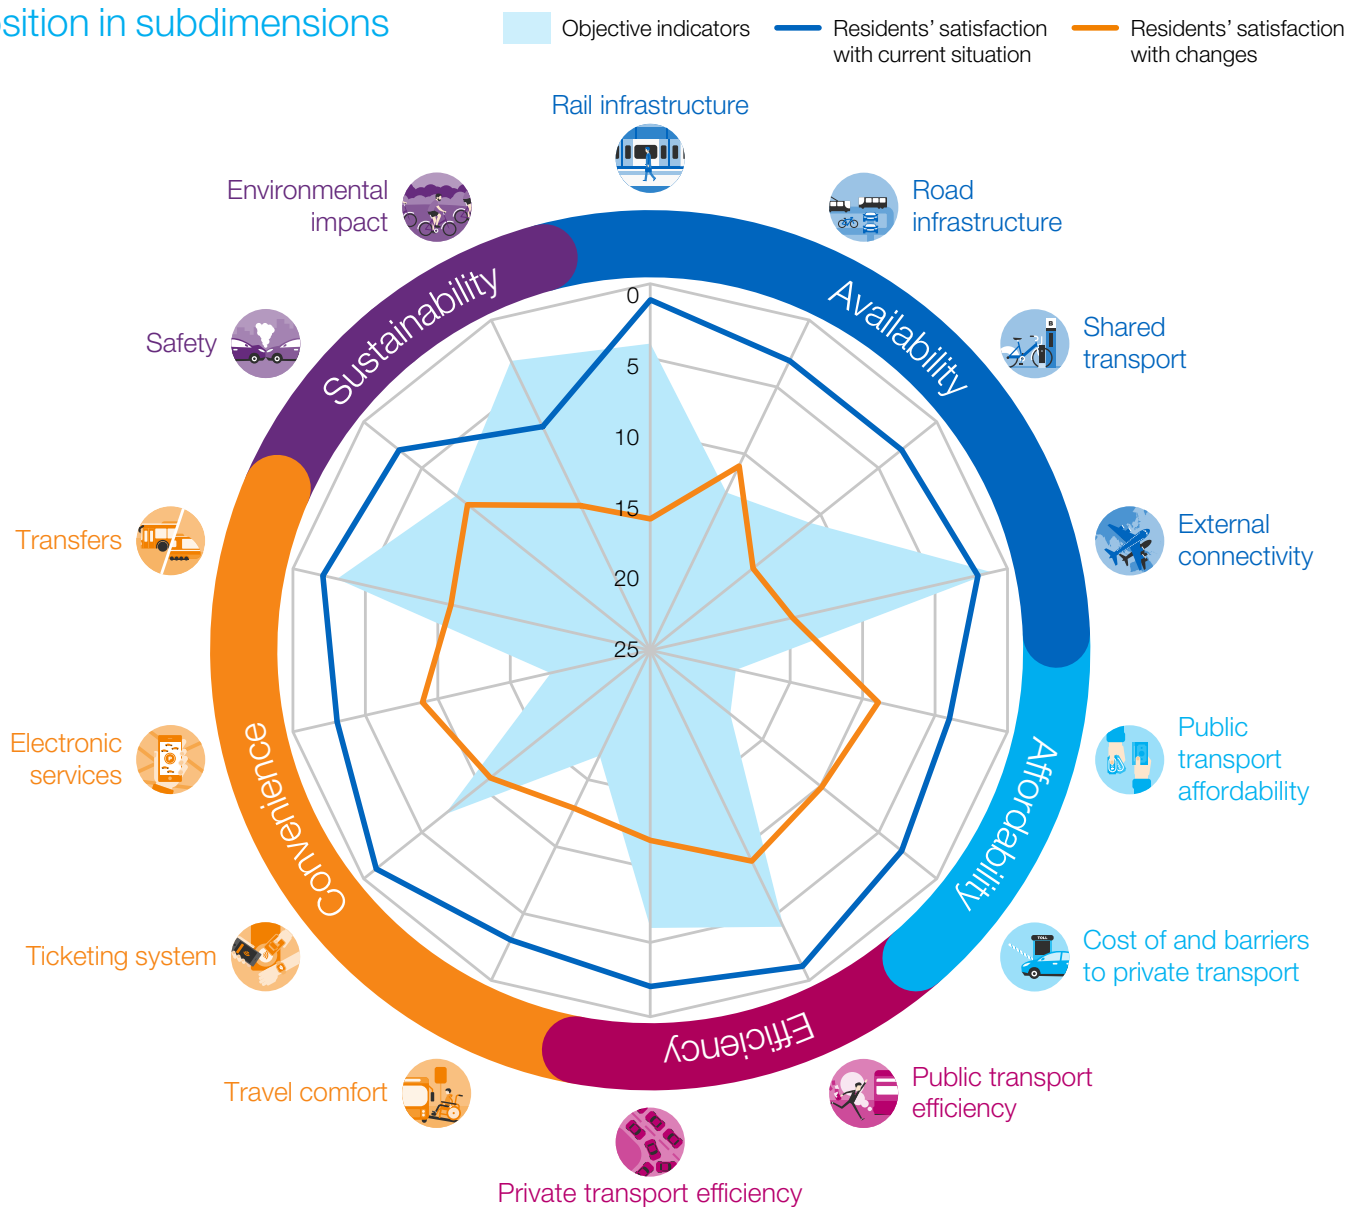 sition in subdimensions
Objective indicators
Residents’ satisfaction
with current situation
Residents’ satisfaction
with changes
Rail infrastructure
Environmental
impact
Road
infrastructure
Safety
Shared
transport
Sustainability
Availability
0
5
10
15
20
25
Transfers
External
connectivity
Electronic
services
Public
transport
affordability
Convenience
Affordability
Ticketing system
Cost of and barriers
to private transport
TOLL
B
Efficiency
Travel comfort
Public transport
efficiency
Private transport efficiency